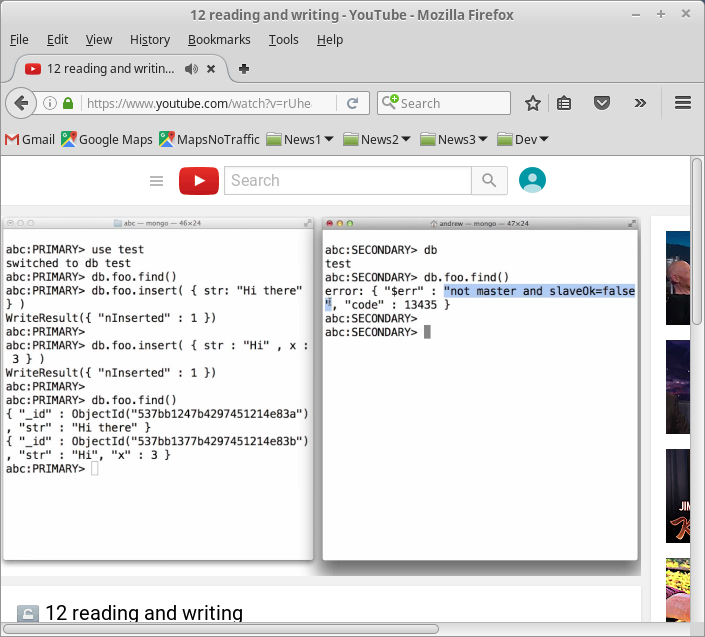 12 reading and writing - YouTube - Mozilla Firefox
File Edit View History Bookmarks Tools Help
12 reading and writin...
https://www.youtube.com/watch?v=rUhe
Search
Gmail Google Maps MapsNoTraffic News1 News2 News3 Dev
Search
abc — mongo — 46×24
abc:PRIMARY> use test
switched to db test
abc:PRIMARY> db.foo.find()
abc:PRIMARY> db.foo.insert( { str: "Hi there"
} )
WriteResult({ "nInserted" : 1 })
abc:PRIMARY>
abc:PRIMARY> db.foo.insert( { str : "Hi" , x :
3 } )
WriteResult({ "nInserted" : 1 })
abc:PRIMARY>
abc:PRIMARY> db.foo.find()
{ "_id" : ObjectId("537bb1247b4297451214e83a")
, "str" : "Hi there" }
{ "_id" : ObjectId("537bb1377b4297451214e83b")
, "str" : "Hi", "x" : 3 }
abc:PRIMARY>
andrew — mongo — 47×24
abc:SECONDARY> db
test
abc:SECONDARY> db.foo.find()
error: { "$err" : "not master and slaveOk=false
", "code" : 13435 }
abc:SECONDARY>
abc:SECONDARY>
12 reading and writing